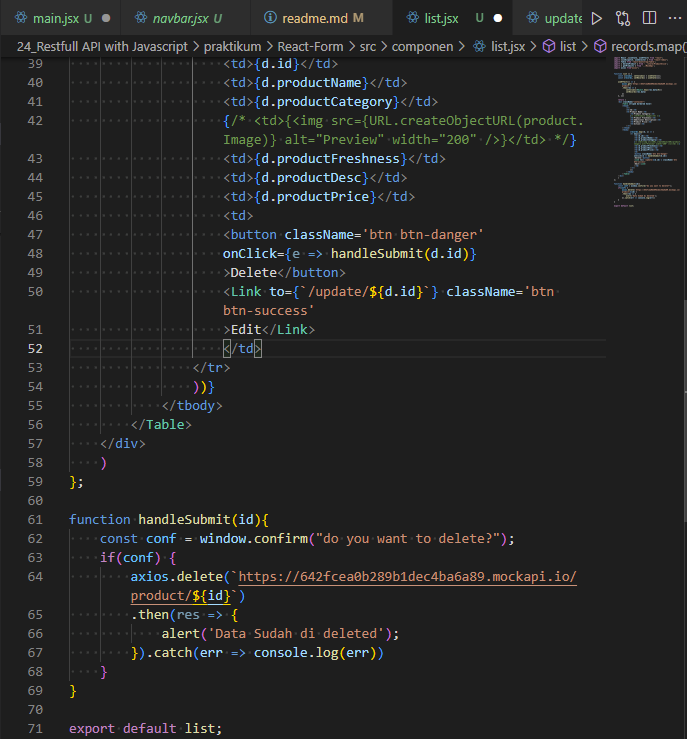 main.jsx U
navbar.jsx U
readme.md M
list.jsx U
update
24_Restfull API with Javascript > praktikum > React-Form > src > componen > list.jsx > list > records.map()
39 <td>{d.id}</td>
40 <td>{d.productName}</td>
41 <td>{d.productCategory}</td>
42 {/* <td>{<img src={URL.createObjectURL(product.
Image)} alt="Preview" width="200" />}</td> */}
43 <td>{d.productFreshness}</td>
44 <td>{d.productDesc}</td>
45 <td>{d.productPrice}</td>
46 <td>
47 <button className='btn btn-danger'
48 onClick={e => handleSubmit(d.id)}
49 >Delete</button>
50 <Link to={`/update/${d.id}`} className='btn
btn-success'
51 >Edit</Link>
52 </td>
53 </tr>
54 ))}
55 </tbody>
56 </Table>
57 </div>
58 )
59 };
60
61 function handleSubmit(id){
62 const conf = window.confirm("do you want to delete?");
63 if(conf) {
64 axios.delete(`https://642fcea0b289b1dec4ba6a89.mockapi.io/
product/${id}`)
65 .then(res => {
66 alert('Data Sudah di deleted');
67 }).catch(err => console.log(err))
68 }
69 }
70
71 export default list;